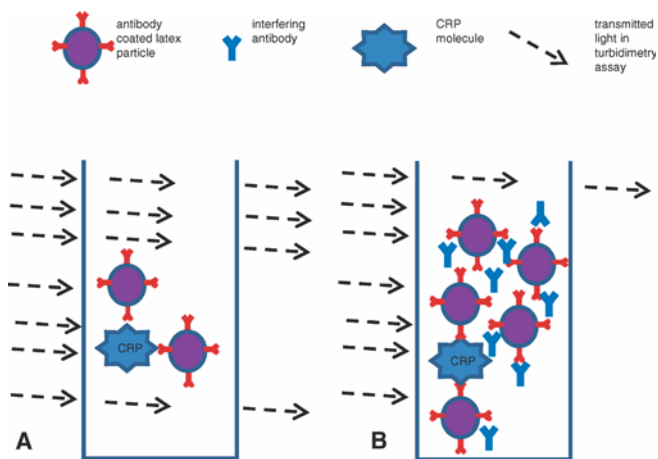 antibody
coated latex
particle
interfering
antibody
CRP
molecule
transmitted
light in
turbidimetry
assay
CRP
A
CRP
B